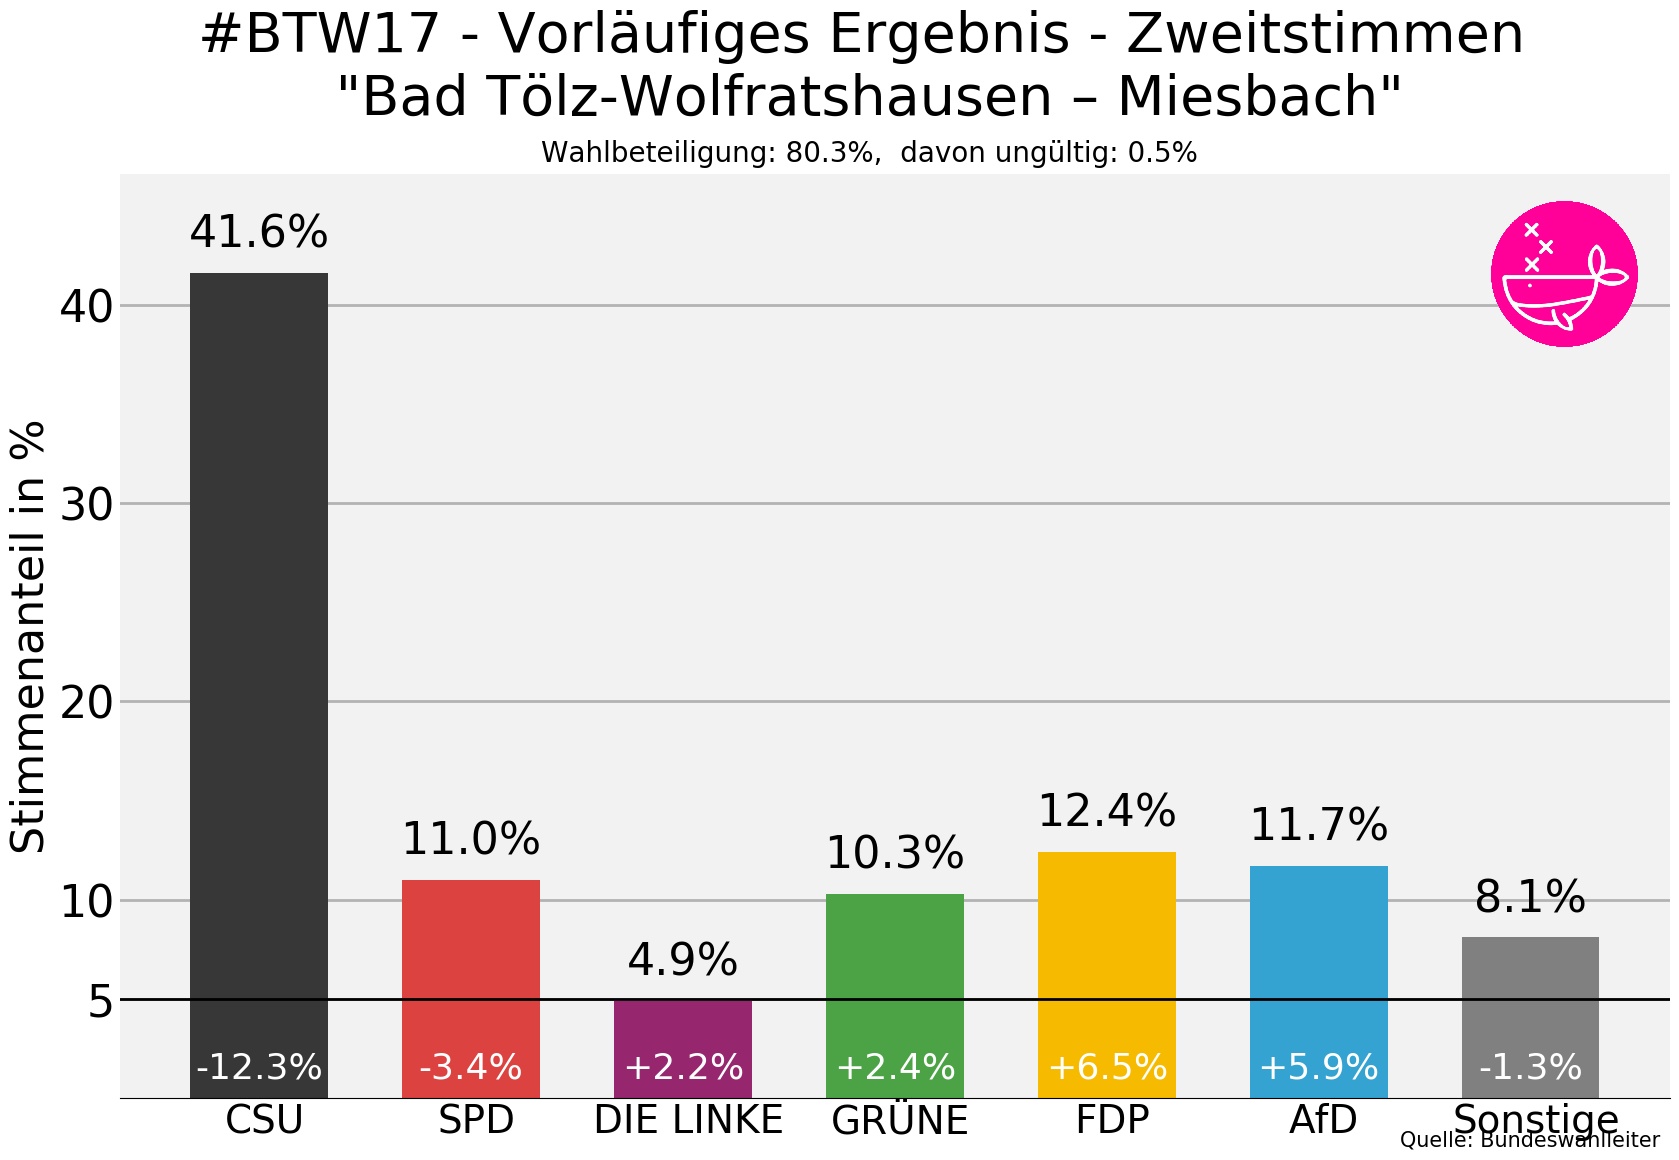 #BTW17 - Vorläufiges Ergebnis - Zweitstimmen
"Bad Tölz-Wolfratshausen – Miesbach"
Wahlbeteiligung: 80.3%, davon ungültig: 0.5%
Stimmenanteil in %
40
30
20
10
5
41.6%
11.0%
4.9%
10.3%
12.4%
11.7%
8.1%
-12.3%
-3.4%
+2.2%
+2.4%
+6.5%
+5.9%
-1.3%
CSU
SPD
DIE LINKE
GRÜNE
FDP
AfD
Sonstige
Quelle: Bundeswahlleiter